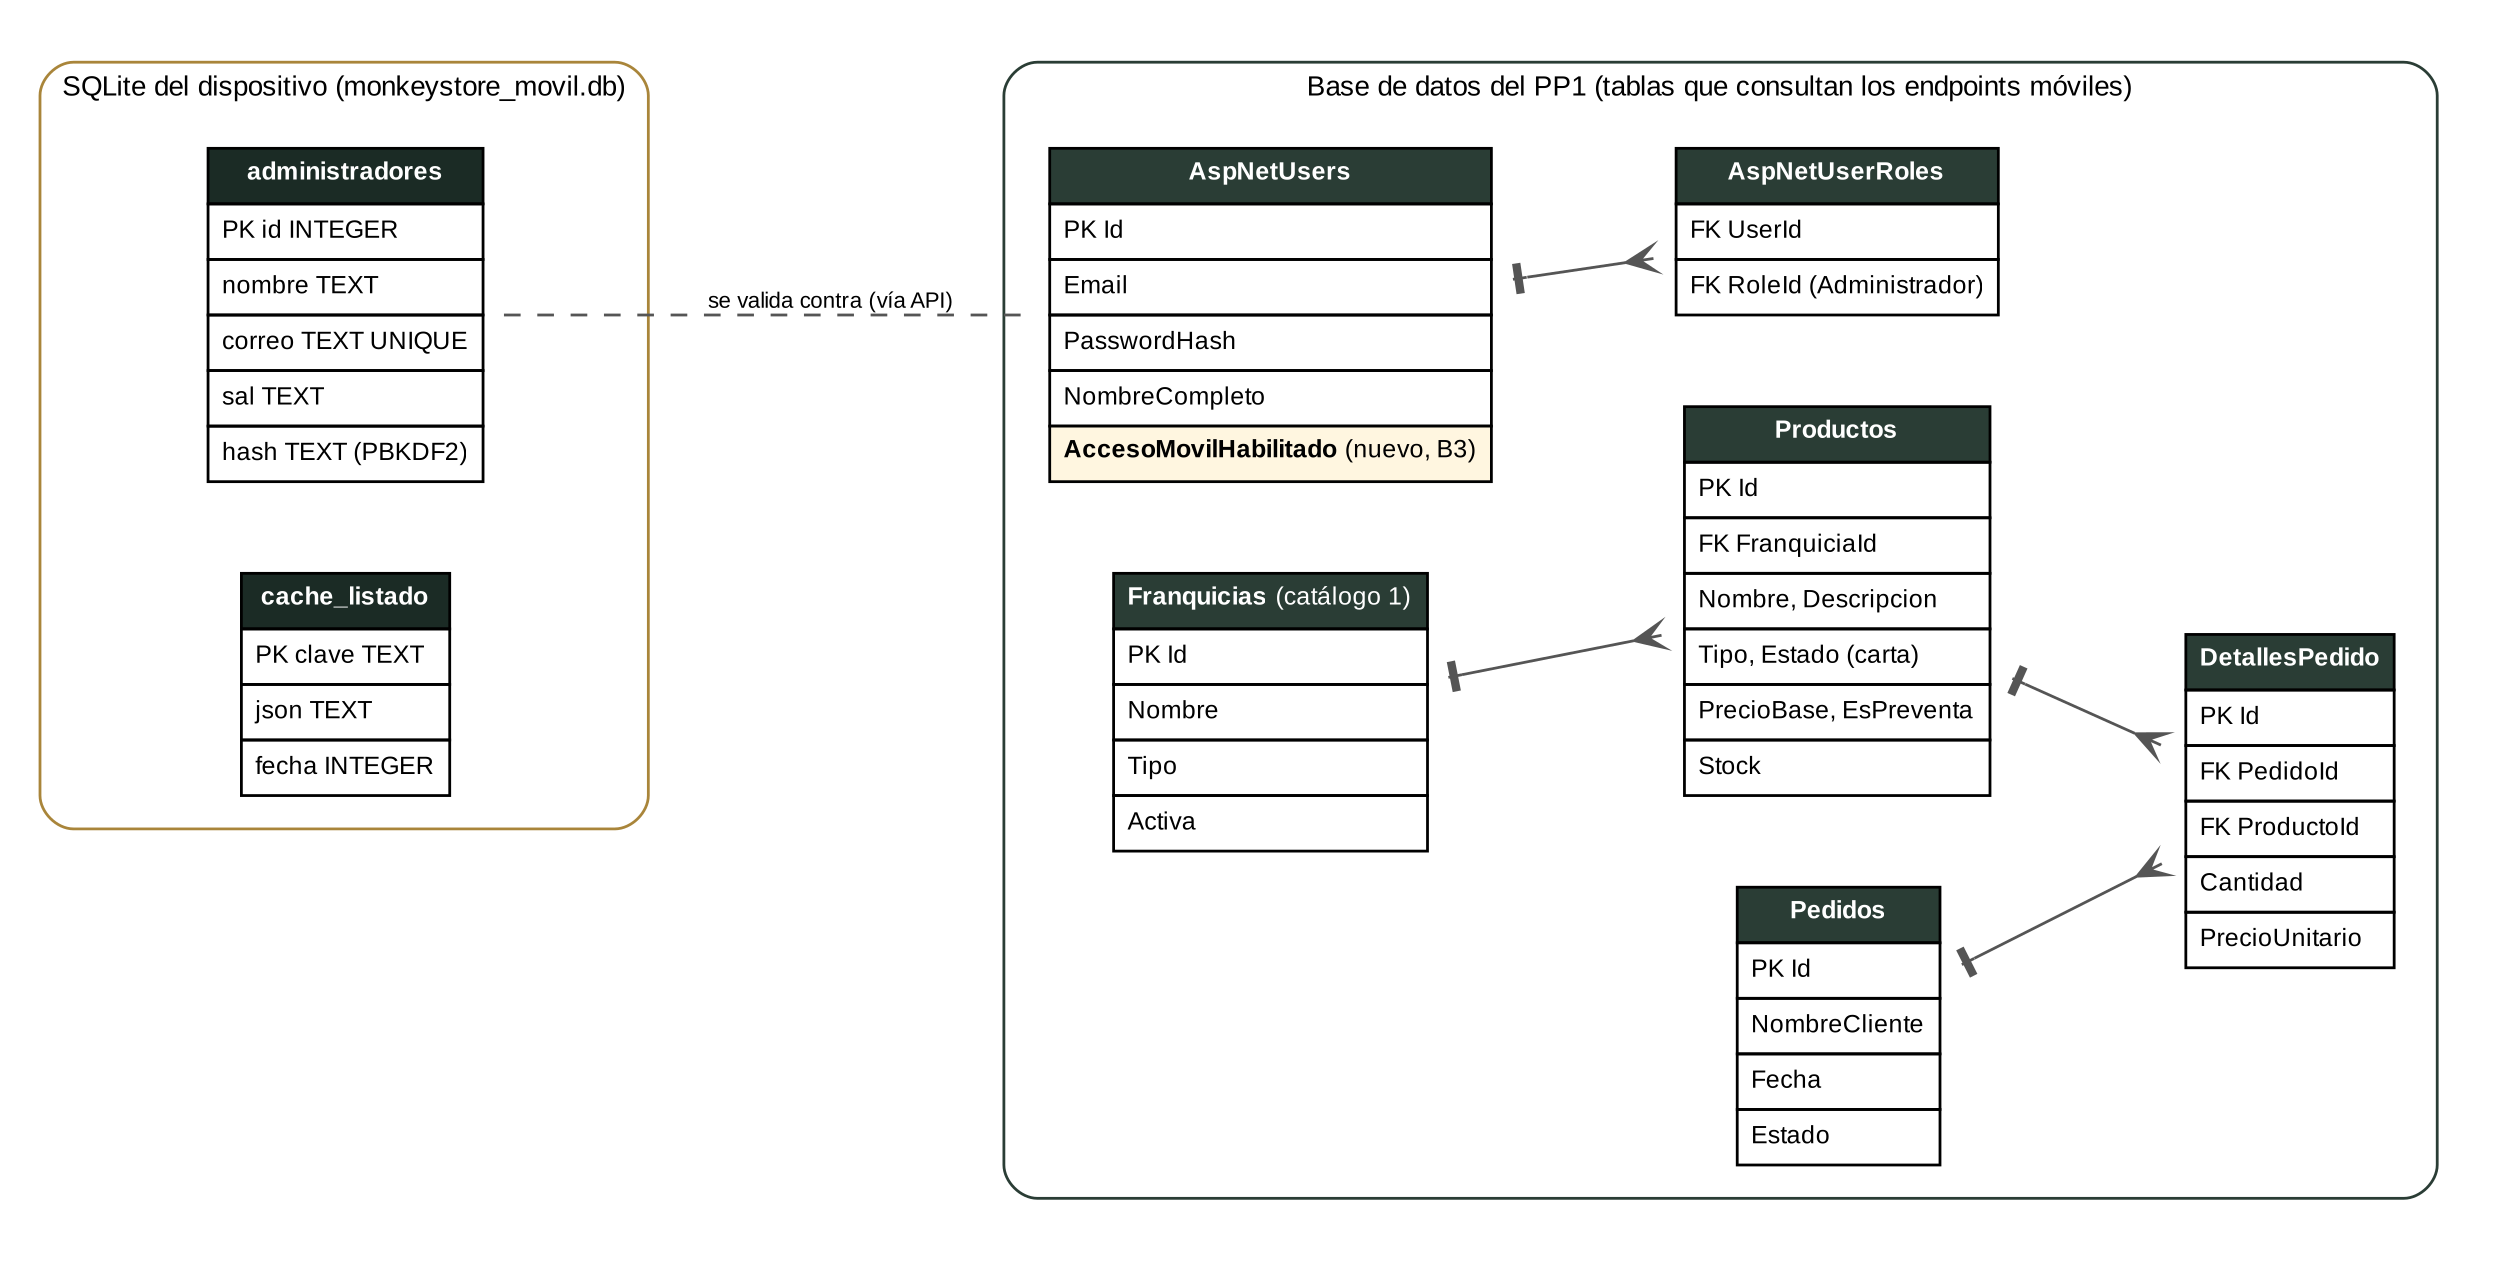 SQLite del dispositivo (monkeystore_movil.db)
administradores
PK id INTEGER
nombre TEXT
correo TEXT UNIQUE
sal TEXT
hash TEXT (PBKDF2)
cache_listado
PK clave TEXT
json TEXT
fecha INTEGER
se valida contra (vía API)
Base de datos del PP1 (tablas que consultan los endpoints móviles)
AspNetUsers
PK Id
Email
PasswordHash
NombreCompleto
AccesoMovilHabilitado (nuevo, B3)
AspNetUserRoles
FK UserId
FK RoleId (Administrador)
Franquicias (catálogo 1)
PK Id
Nombre
Tipo
Activa
Productos
PK Id
FK FranquiciaId
Nombre, Descripcion
Tipo, Estado (carta)
PrecioBase, EsPreventa
Stock
Pedidos
PK Id
NombreCliente
Fecha
Estado
DetallesPedido
PK Id
FK PedidoId
FK ProductoId
Cantidad
PrecioUnitario